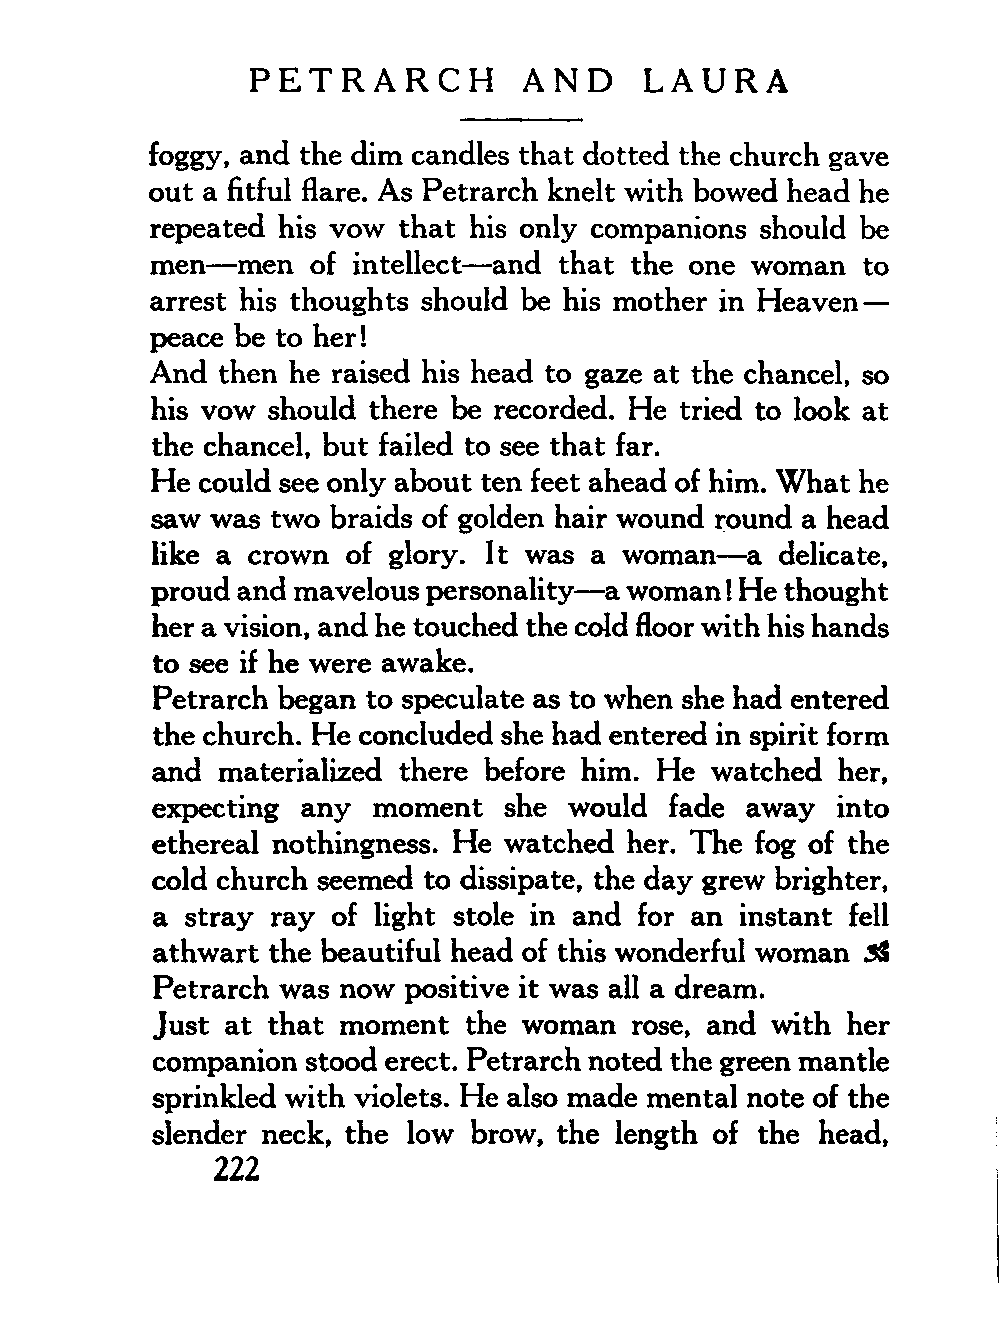 PETRARCH AND LAURA
foggy, and the dim candles that dotted the church gave
out a fitful flare. As Petrarch knelt with bowed head he
repeated his vow that his only companions should be
men—men of intellect—and that the one woman to
arrest his thoughts should be his mother in Heaven—
peace be to her!
And then he raised his head to gaze at the chancel, so
his vow should there be recorded. He tried to look at
the chancel, but failed to see that far.
He could see only about ten feet ahead of him. What he
saw was two braids of golden hair wound round a head
like a crown of glory. It was a woman—a delicate,
proud and mavelous personality—a woman! He thought
her a vision, and he touched the cold floor with his hands
to see if he were awake.
Petrarch began to speculate as to when she had entered
the church. He concluded she had entered in spirit form
and materialized there before him. He watched her,
expecting any moment she would fade away into
ethereal nothingness. He watched her. The fog of the
cold church seemed to dissipate, the day grew brighter,
a stray ray of light stole in and for an instant fell
athwart the beautiful head of this wonderful woman
Petrarch was now positive it was all a dream.
Just at that moment the woman rose, and with her
companion stood erect. Petrarch noted the green mantle
sprinkled with violets. He also made mental note of the
slender neck, the low brow, the length of the head,
222